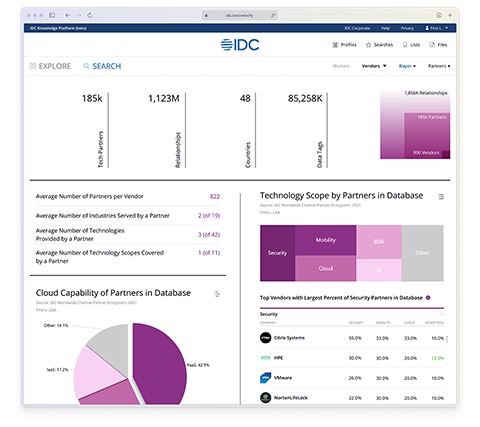 idc.com/velocity
IDC Knowledge Platform (beta)
IDC Corporate
Help
Privacy
First L.
IDC
Profiles
Searches
Lists
Files
EXPLORE
SEARCH
Markets
Vendors
Buyer
Partners
185k
Tech Partners
1,123M
Relationships
48
Countries
85,258K
Data Tags
1,856K Relationships
185k Partners
990 Vendors
Average Number of Partners per Vendor 822
Average Number of Industries Served by a Partner 2 (of 19)
Average Number of Technologies
Provided by a Partner 3 (of 42)
Average Number of Technology Scopes Covered
by a Partner 1 (of 11)
Technology Scope by Partners in Database
Source: IDC Worldwide Channel Partner Ecosystem, 2021
Filters: USA
Security
Mobility
Cloud
BDA
Other
Cloud Capability of Partners in Database
Source: IDC Worldwide Channel Partner Ecosystem, 2021
Filters: USA
Other: 14.1%
IaaS: 17.2%
PaaS: 42.9%
Top Vendors with Largest Percent of Security Partners in Database
Security
COMPANY SECURITY MOBILITY CLOUD OTHER TECH
Citrix Systems 55.0% 33.0% 33.0% 10.0%
HPE 30.0% 30.0% 20.0% 12.0%
VMware 26.0% 30.0% 20.0% 10.0%
NortonLifeLock 22.0% 30.0% 20.0% 10.0%